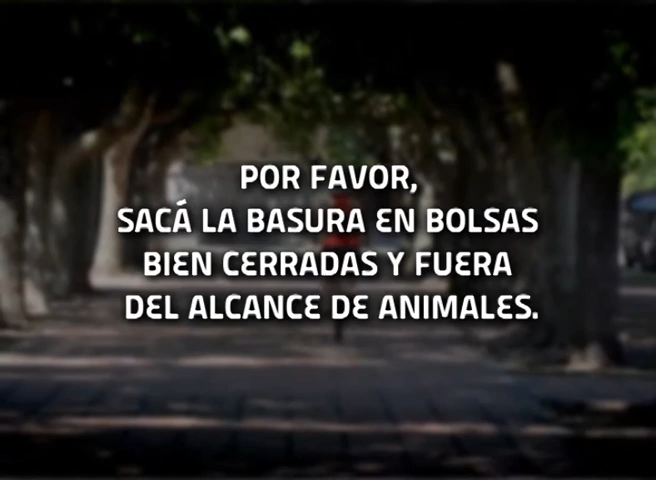 POR FAVOR,
SACÁ LA BASURA EN BOLSAS
BIEN CERRADAS Y FUERA
DEL ALCANCE DE ANIMALES.